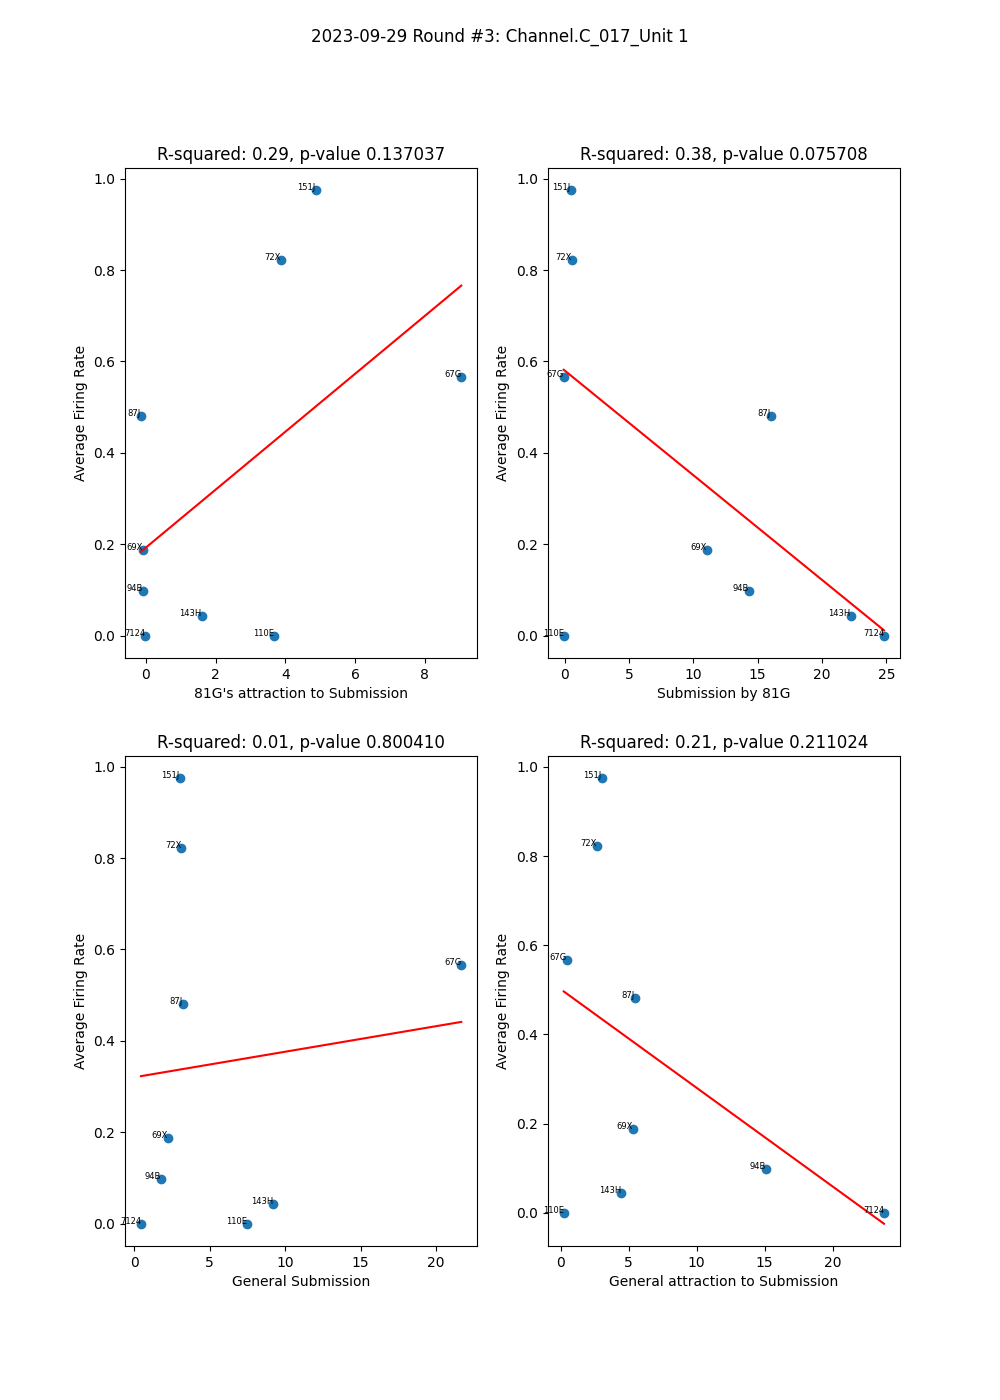 2023-09-29 Round #3: Channel.C_017_Unit 1
R-squared: 0.29, p-value 0.137037
1.0
0.8
0.6
0.4
0.2
0.0
Average Firing Rate
151J
72X
67G
87J
69X
94B
143H
7124
110E
0 2 4 6 8
81G's attraction to Submission
R-squared: 0.38, p-value 0.075708
1.0
0.8
0.6
0.4
0.2
0.0
Average Firing Rate
151J
72X
67G
87J
69X
94B
143H
110E
7124
0 5 10 15 20 25
Submission by 81G
R-squared: 0.01, p-value 0.800410
1.0
0.8
0.6
0.4
0.2
0.0
Average Firing Rate
151J
72X
67G
87J
69X
94B
143H
7124
110E
0 5 10 15 20
General Submission
R-squared: 0.21, p-value 0.211024
1.0
0.8
0.6
0.4
0.2
0.0
Average Firing Rate
151J
72X
67G
87J
69X
94B
143H
110E
7124
0 5 10 15 20
General attraction to Submission